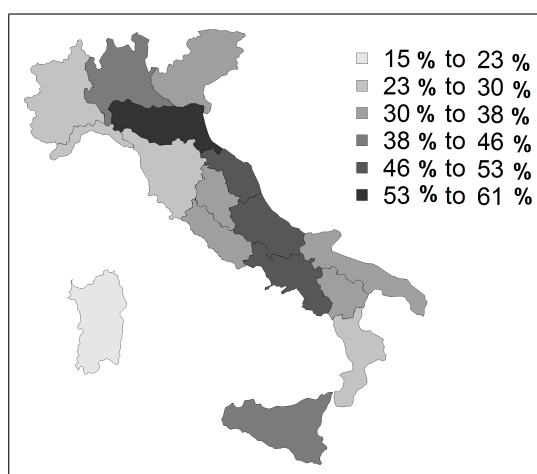 15 % to 23 %
23 % to 30 %
30 % to 38 %
38 % to 46 %
46 % to 53 %
53 % to 61 %